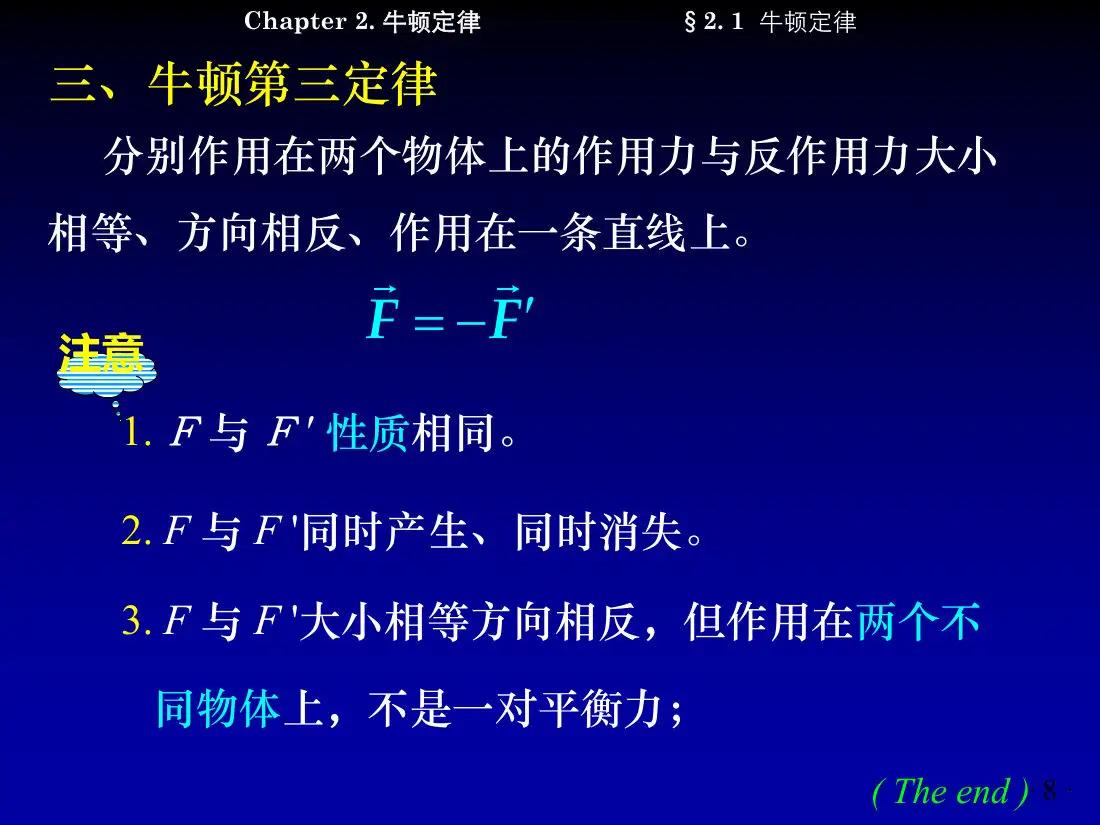 Chapter 2. 牛顿定律 §2. 1 牛顿定律
三、牛顿第三定律
分别作用在两个物体上的作用力与反作用力大小
相等、方向相反、作用在一条直线上。
F⃗ = −F⃗′
注意
1. F 与 F ′ 性质相同。
2. F 与 F '同时产生、同时消失。
3. F 与 F '大小相等方向相反，但作用在两个不
同物体上，不是一对平衡力；
( The end ) 8 ·